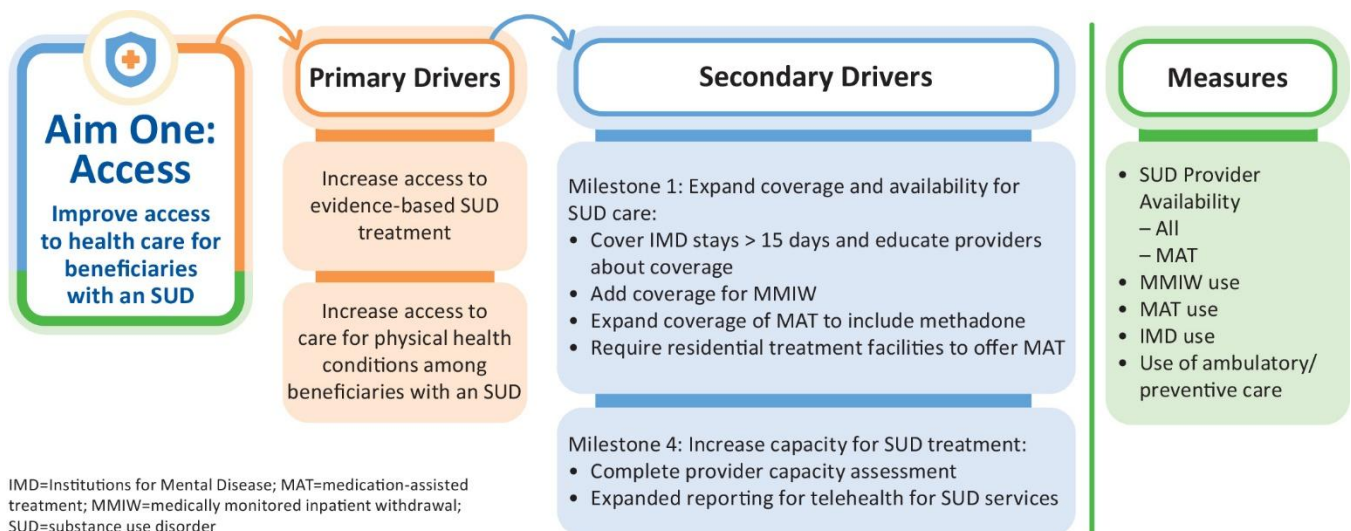 Aim One:
Access
Improve access
to health care for
beneficiaries
with an SUD
Primary Drivers
Increase access to
evidence-based SUD
treatment
Increase access to
care for physical health
conditions among
beneficiaries with an SUD
Secondary Drivers
Milestone 1: Expand coverage and availability for
SUD care:
• Cover IMD stays > 15 days and educate providers
about coverage
• Add coverage for MMIW
• Expand coverage of MAT to include methadone
• Require residential treatment facilities to offer MAT
Milestone 4: Increase capacity for SUD treatment:
• Complete provider capacity assessment
• Expanded reporting for telehealth for SUD services
Measures
• SUD Provider
Availability
– All
– MAT
• MMIW use
• MAT use
• IMD use
• Use of ambulatory/
preventive care
IMD=Institutions for Mental Disease; MAT=medication-assisted
treatment; MMIW=medically monitored inpatient withdrawal;
SUD=substance use disorder